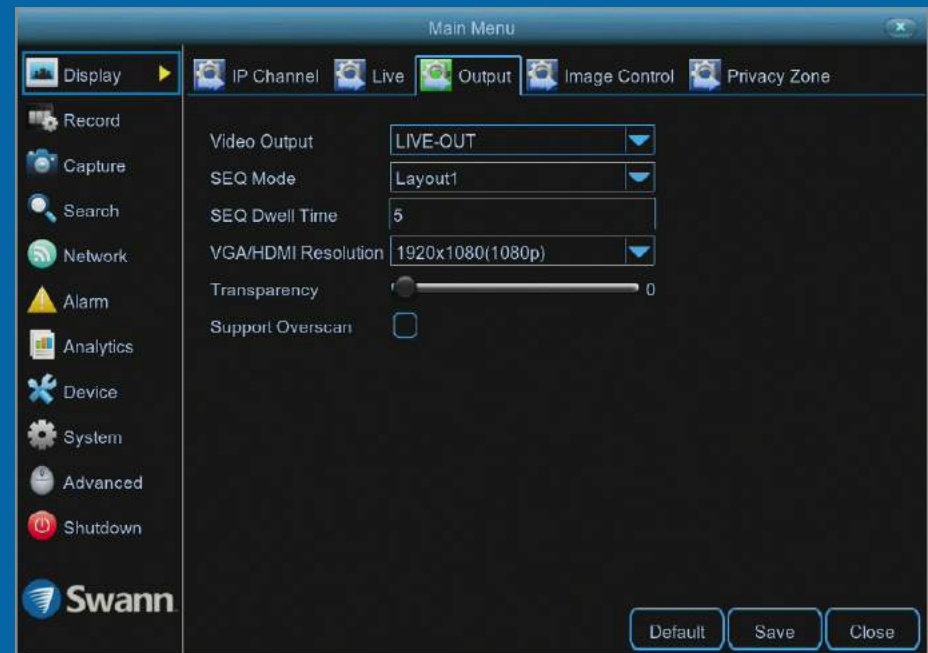 Main Menu
Display
IP Channel
Live
Output
Image Control
Privacy Zone
Record
Capture
Search
Network
Alarm
Analytics
Device
System
Advanced
Shutdown
Video Output LIVE-OUT
SEQ Mode Layout1
SEQ Dwell Time 5
VGA/HDMI Resolution 1920x1080(1080p)
Transparency 0
Support Overscan
Swann
Default
Save
Close